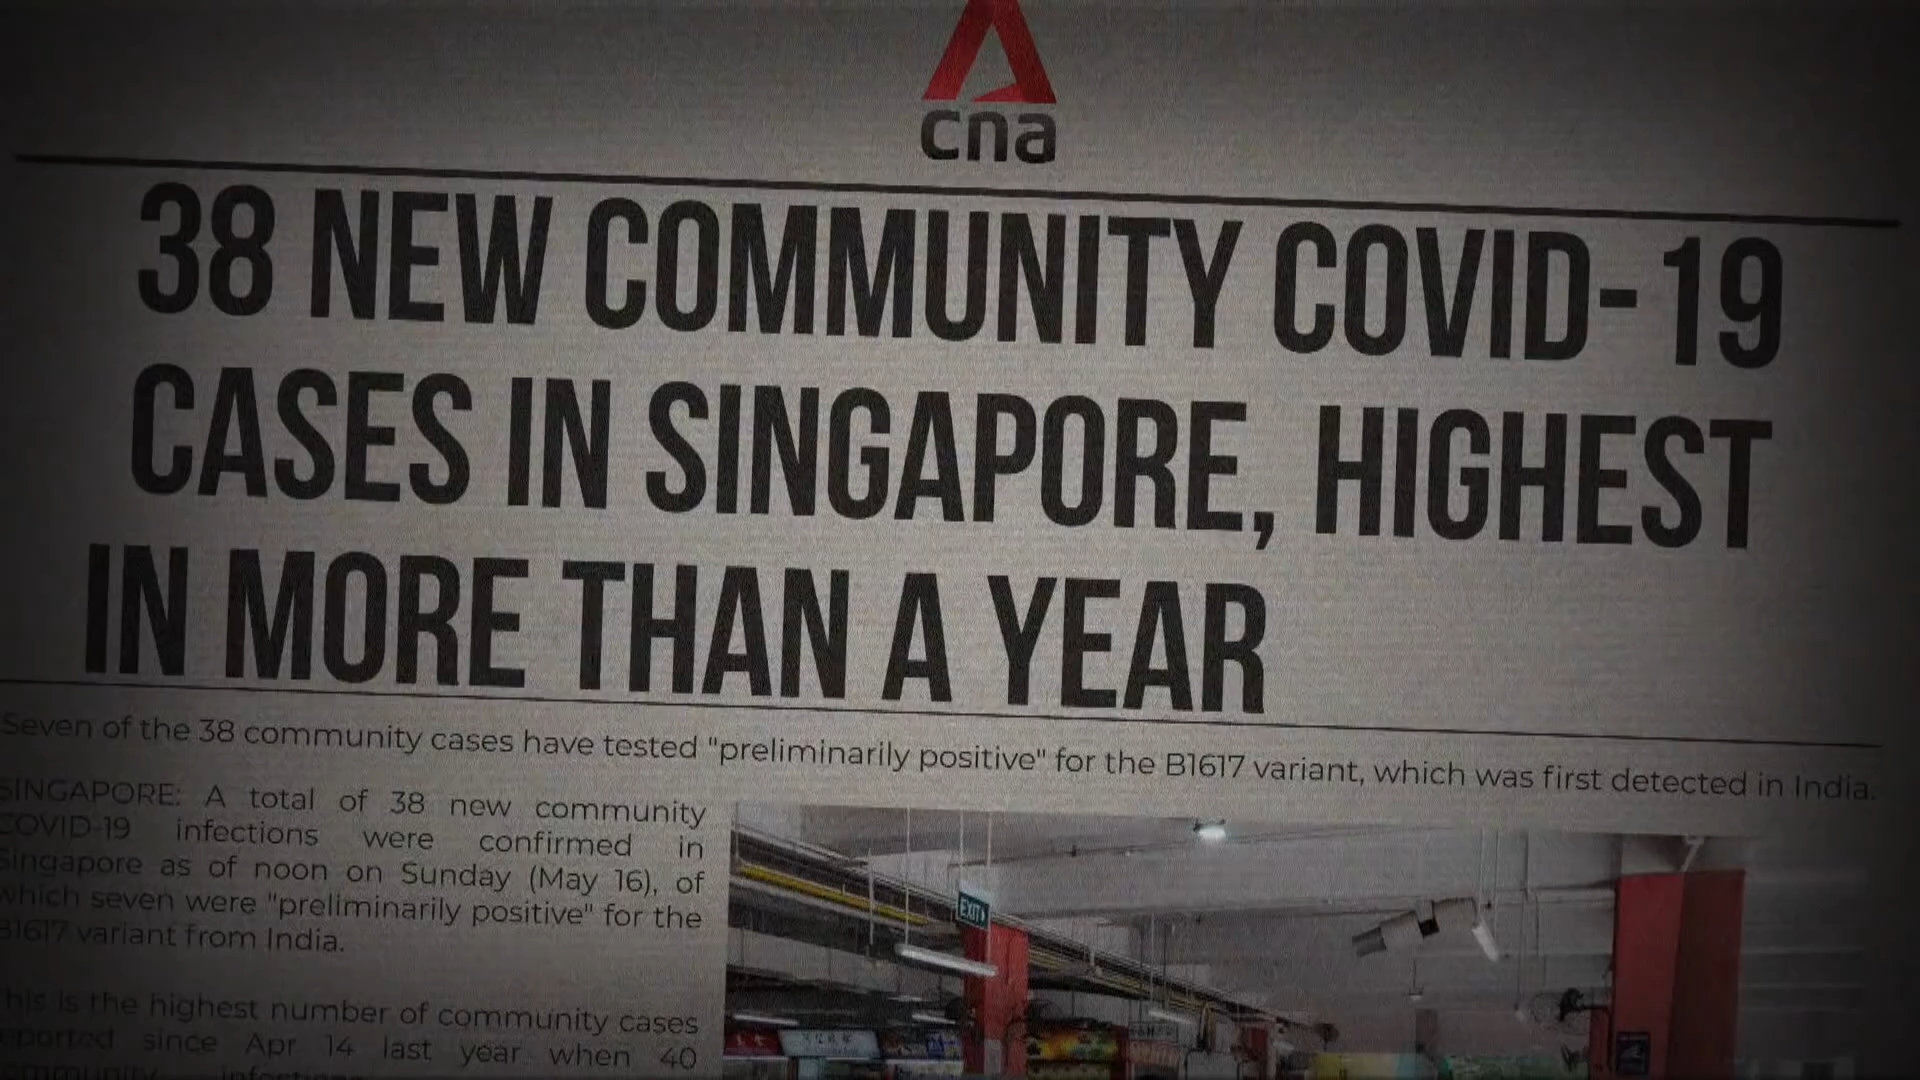 cna
38 NEW COMMUNITY COVID-19
CASES IN SINGAPORE, HIGHEST
IN MORE THAN A YEAR
Seven of the 38 community cases have tested "preliminarily positive" for the B1617 variant, which was first detected in India.
SINGAPORE: A total of 38 new community
COVID-19 infections were confirmed in
Singapore as of noon on Sunday (May 16), of
which seven were "preliminarily positive" for the
B1617 variant from India.
This is the highest number of community cases
reported since Apr 14 last year when 40
community infections
EXIT